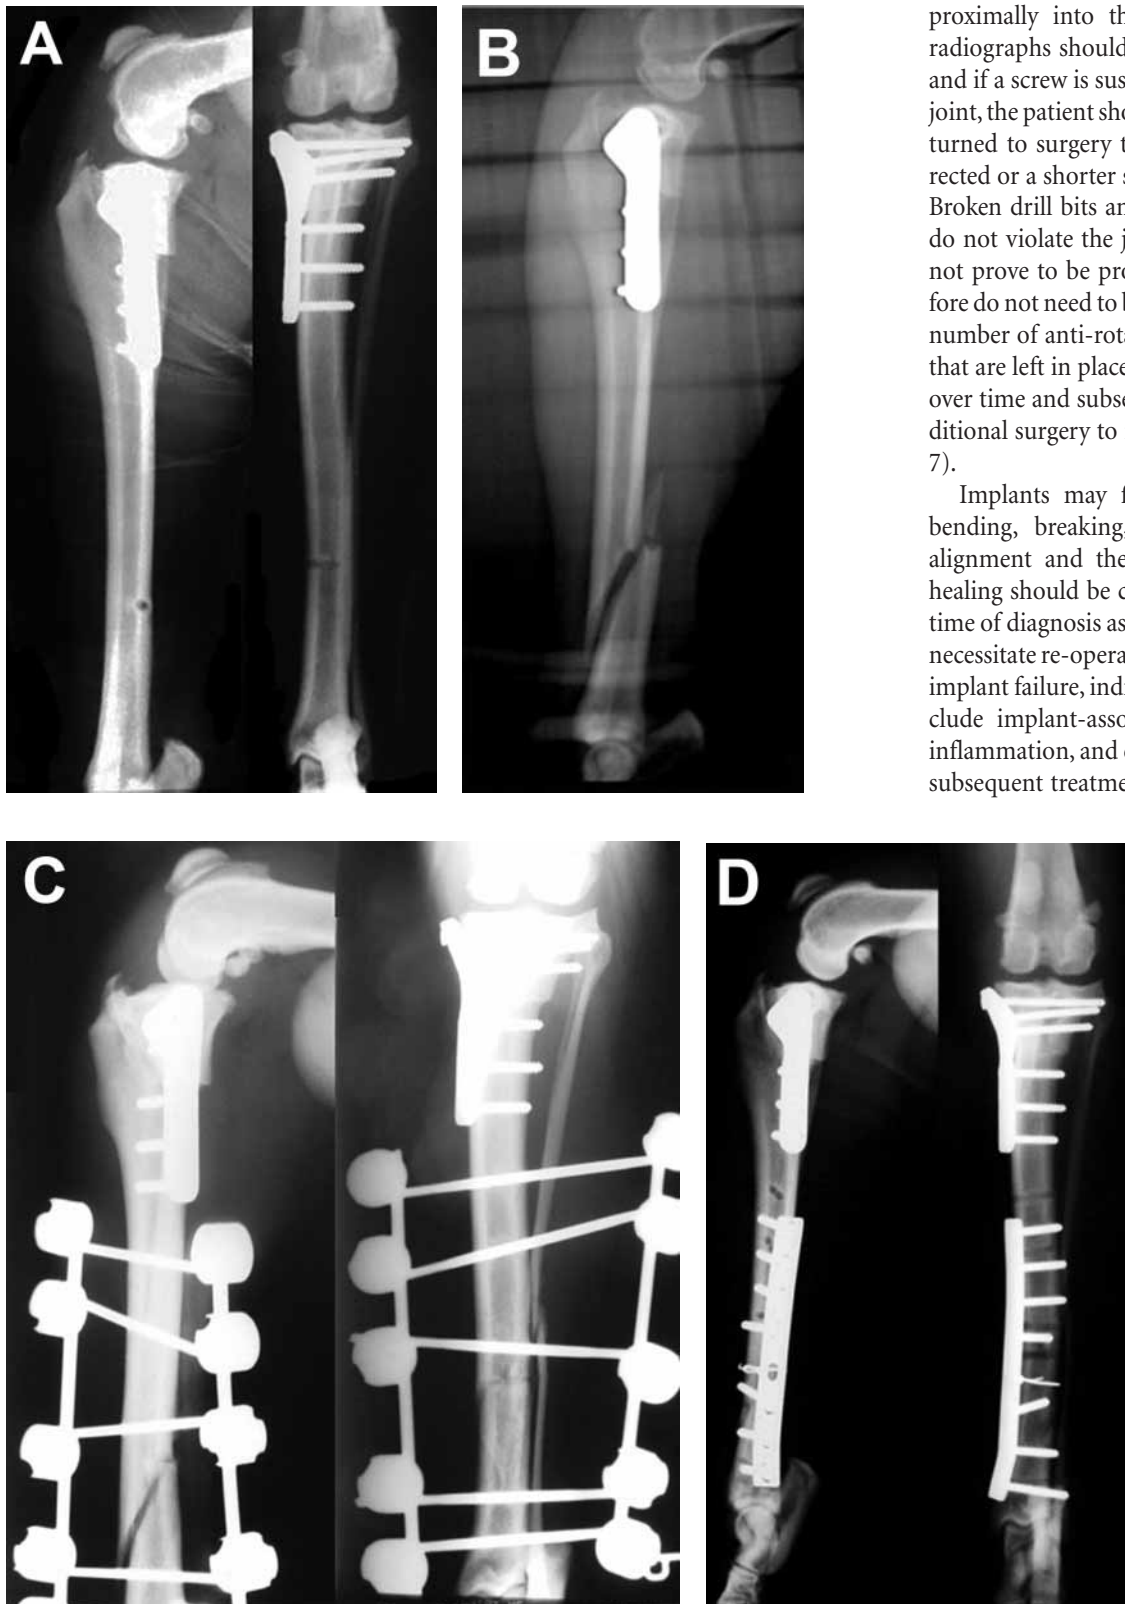 A
B
proximally into th
radiographs should
and if a screw is sus
joint, the patient sho
turned to surgery t
rected or a shorter s
Broken drill bits an
do not violate the j
not prove to be pro
fore do not need to b
number of anti-rota
that are left in place
over time and subse
ditional surgery to
7).
Implants may f
bending, breaking,
alignment and the
healing should be c
time of diagnosis as
necessitate re-opera
implant failure, indi
clude implant-asso
inflammation, and
subsequent treatme
C
D